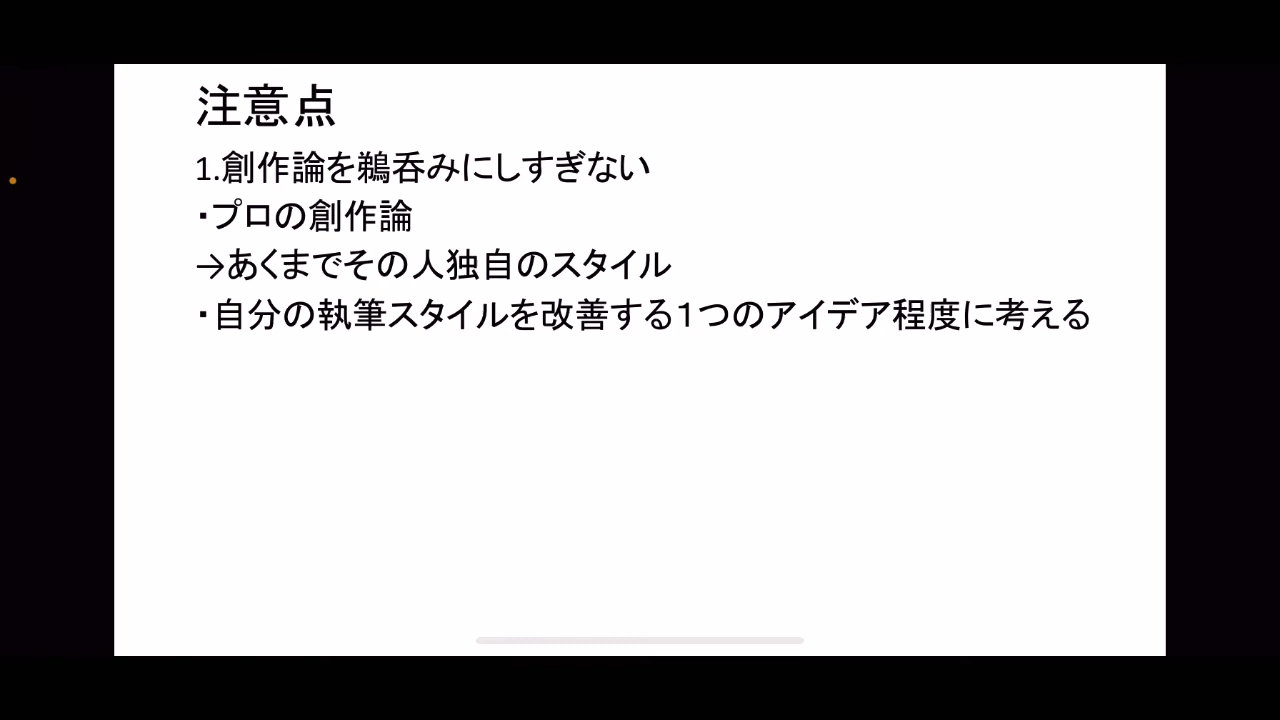 注意点
1.創作論を鵜呑みにしすぎない
・プロの創作論
→あくまでその人独自のスタイル
・自分の執筆スタイルを改善する１つのアイデア程度に考える